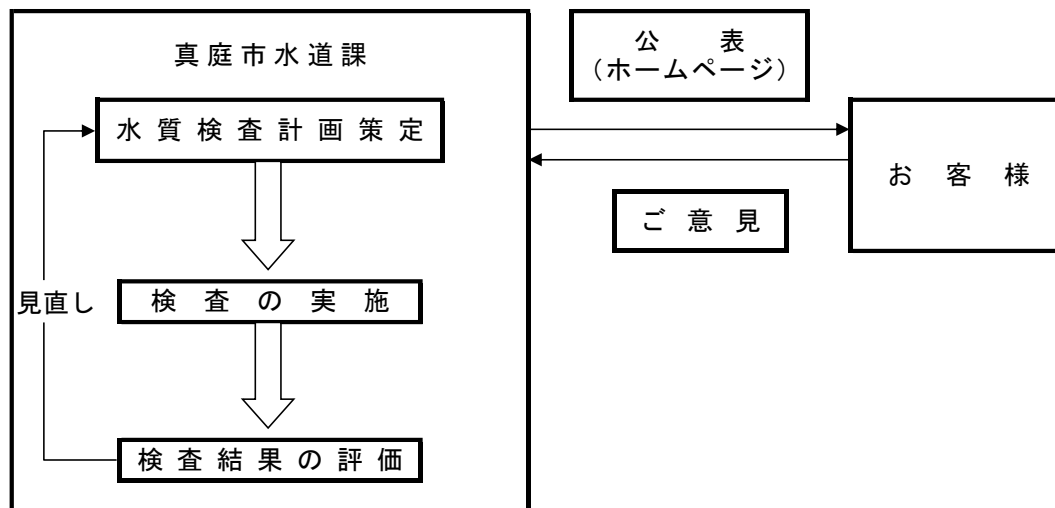 真庭市水道課
水質検査計画策定
検査の実施
見直し
検査結果の評価
公表
(ホームページ)
ご意見
お客様